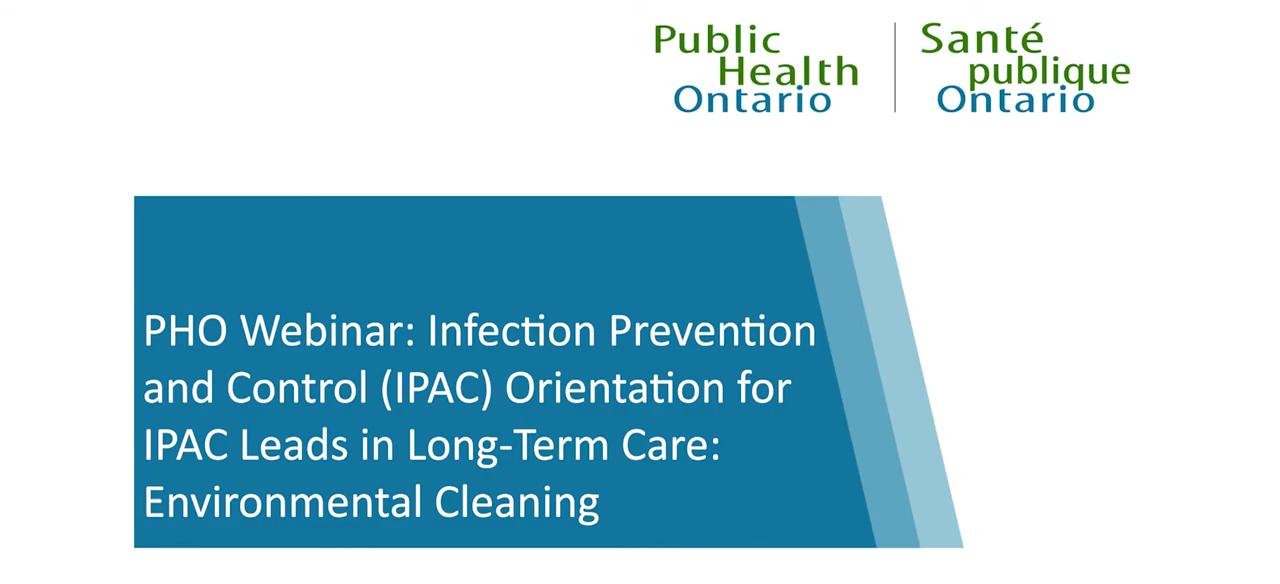 Public
Health
Ontario
Santé
publique
Ontario
PHO Webinar: Infection Prevention
and Control (IPAC) Orientation for
IPAC Leads in Long-Term Care:
Environmental Cleaning